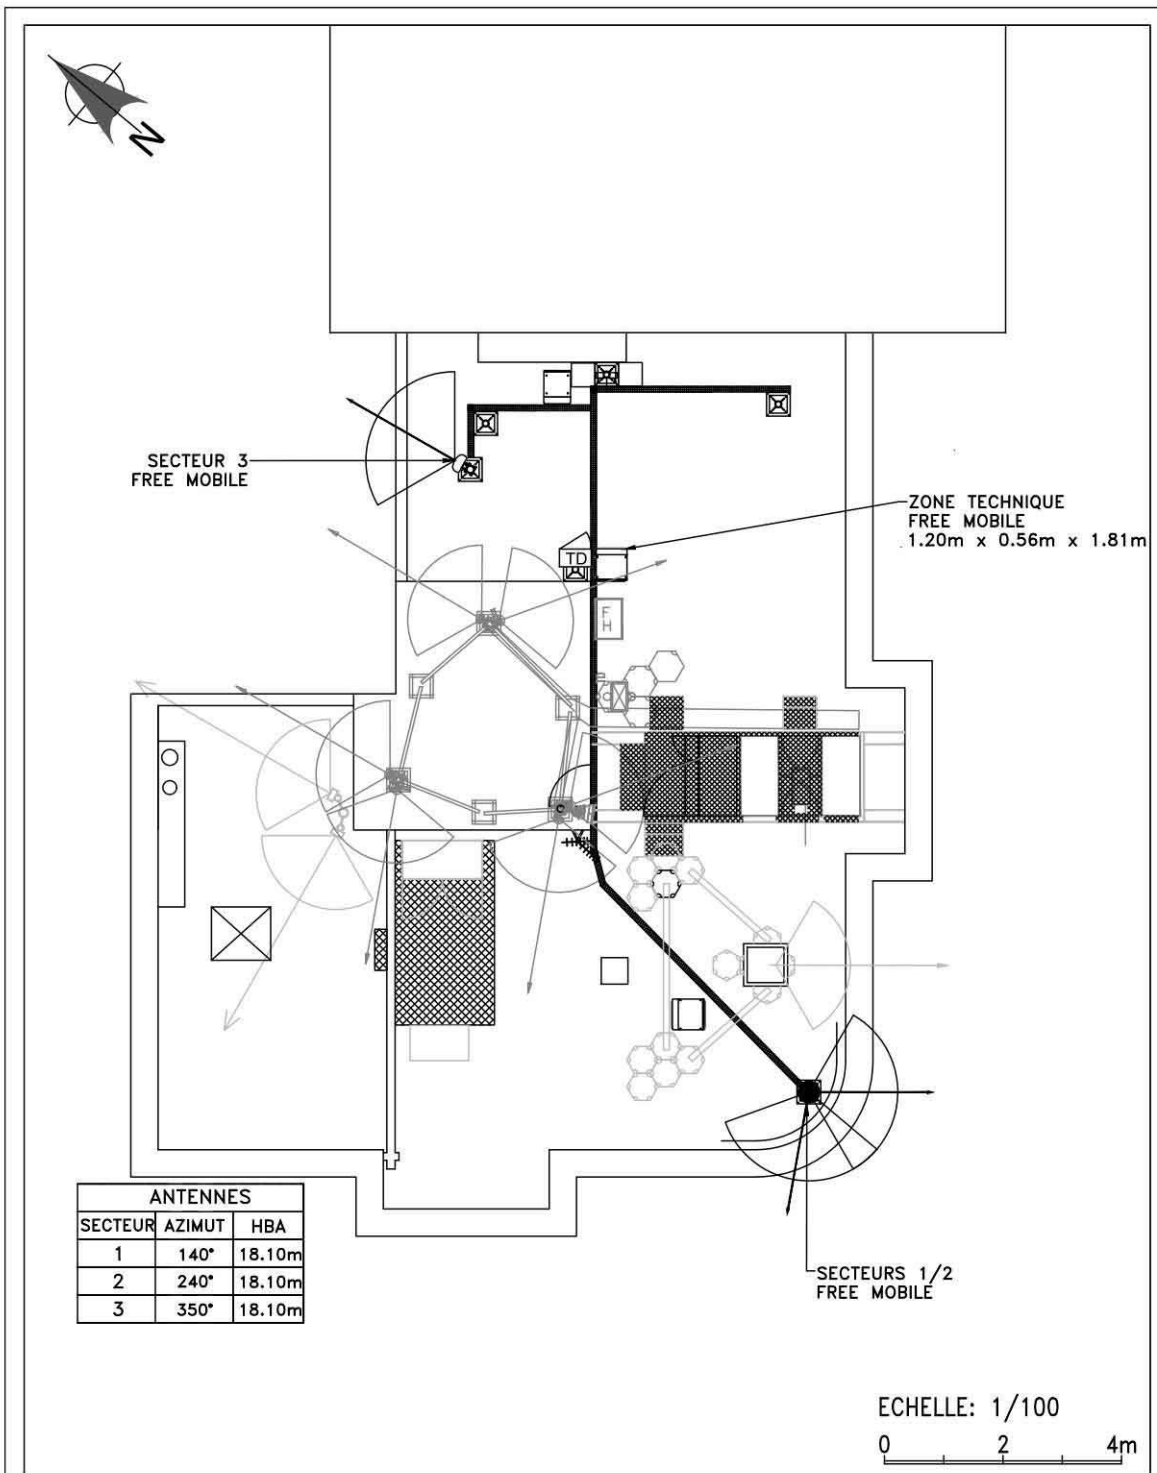 N
SECTEUR 3
FREE MOBILE
ZONE TECHNIQUE
FREE MOBILE
1.20m x 0.56m x 1.81m
TD
F
H
ANTENNES
SECTEUR AZIMUT HBA
1 140° 18.10m
2 240° 18.10m
3 350° 18.10m
SECTEURS 1/2
FREE MOBILE
ECHELLE: 1/100
0 2 4m